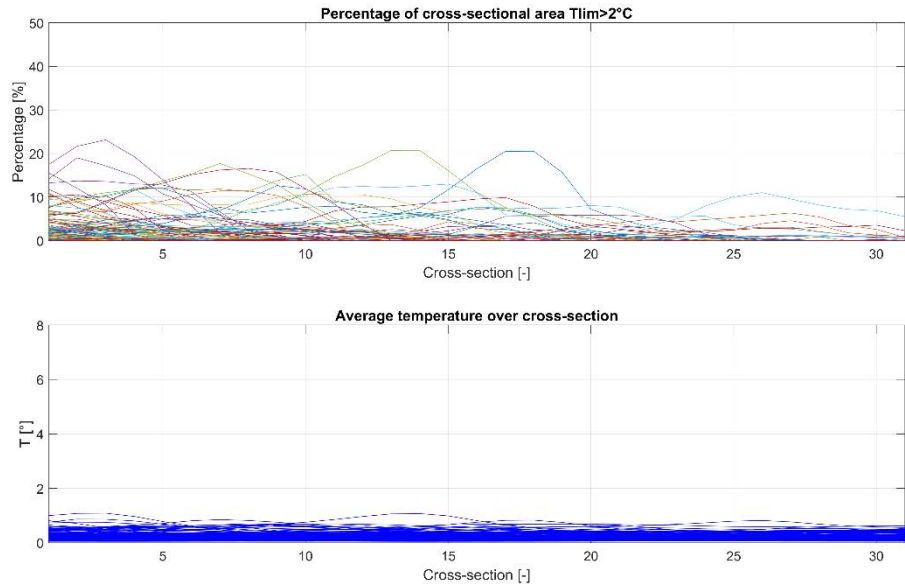 Percentage of cross-sectional area Tlim>2°C
50
40
30
20
10
0
Percentage [%]
5 10 15 20 25 30
Cross-section [-]
Average temperature over cross-section
8
6
4
2
0
T [°]
5 10 15 20 25 30
Cross-section [-]